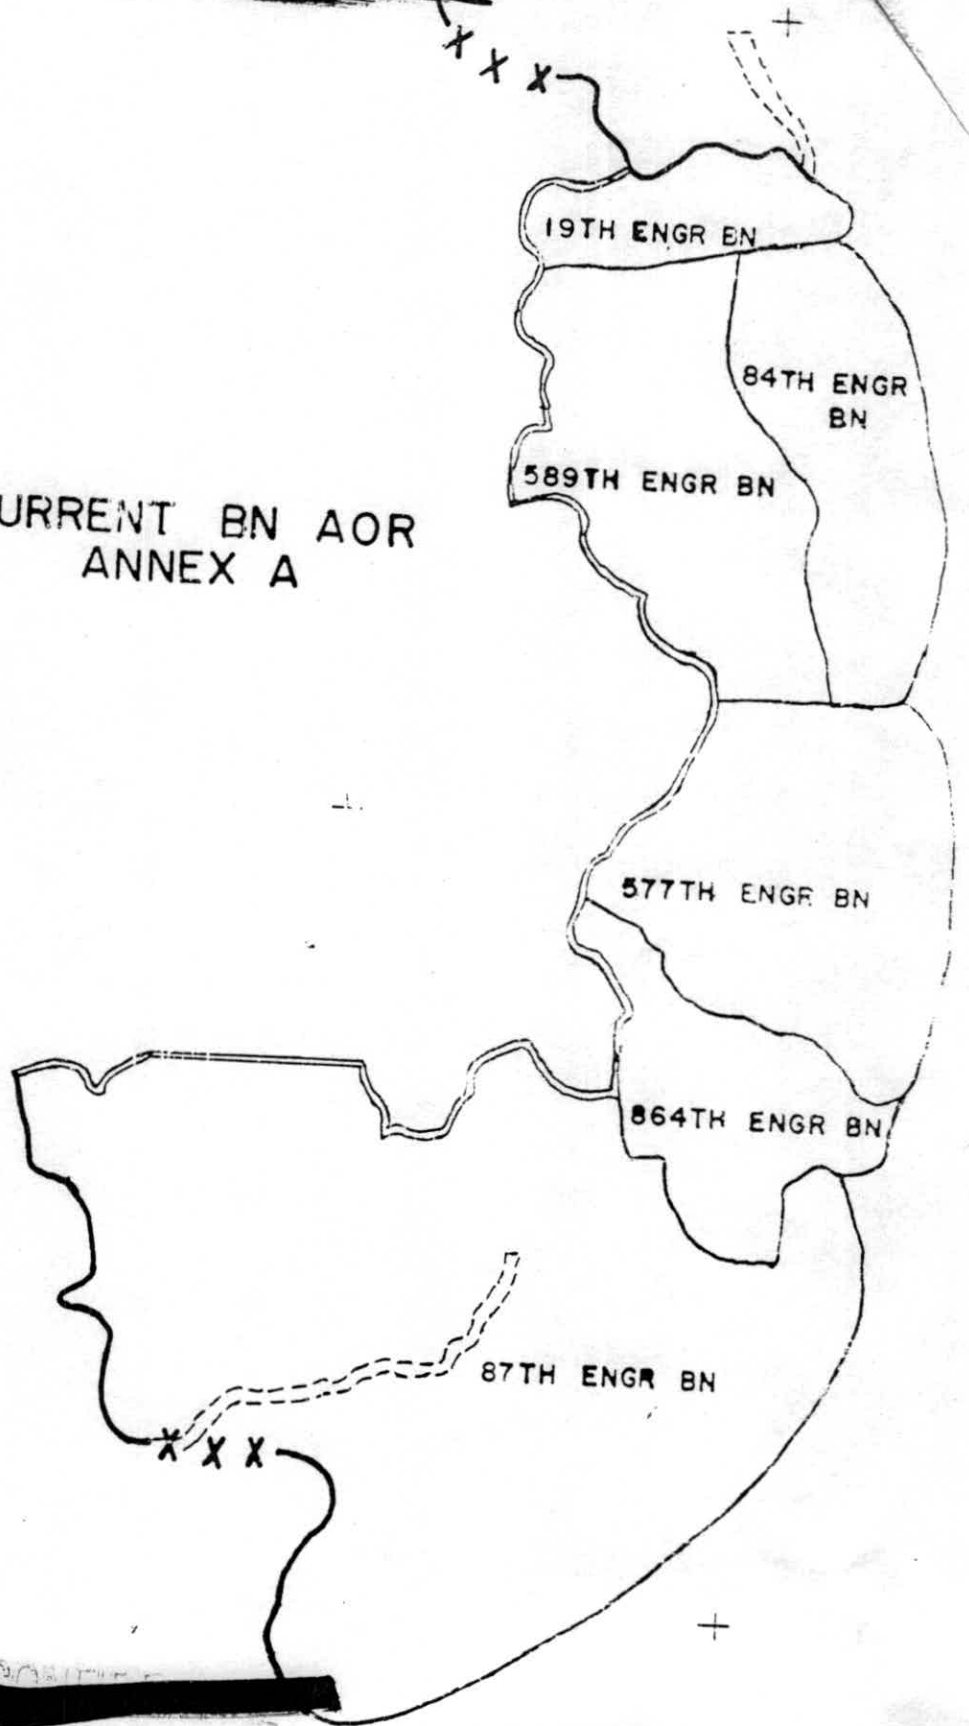 X X X
19TH ENGR BN
84TH ENGR
BN
589TH ENGR BN
URRENT BN AOR
ANNEX A
577TH ENGR BN
864TH ENGR BN
87TH ENGR BN
X X X